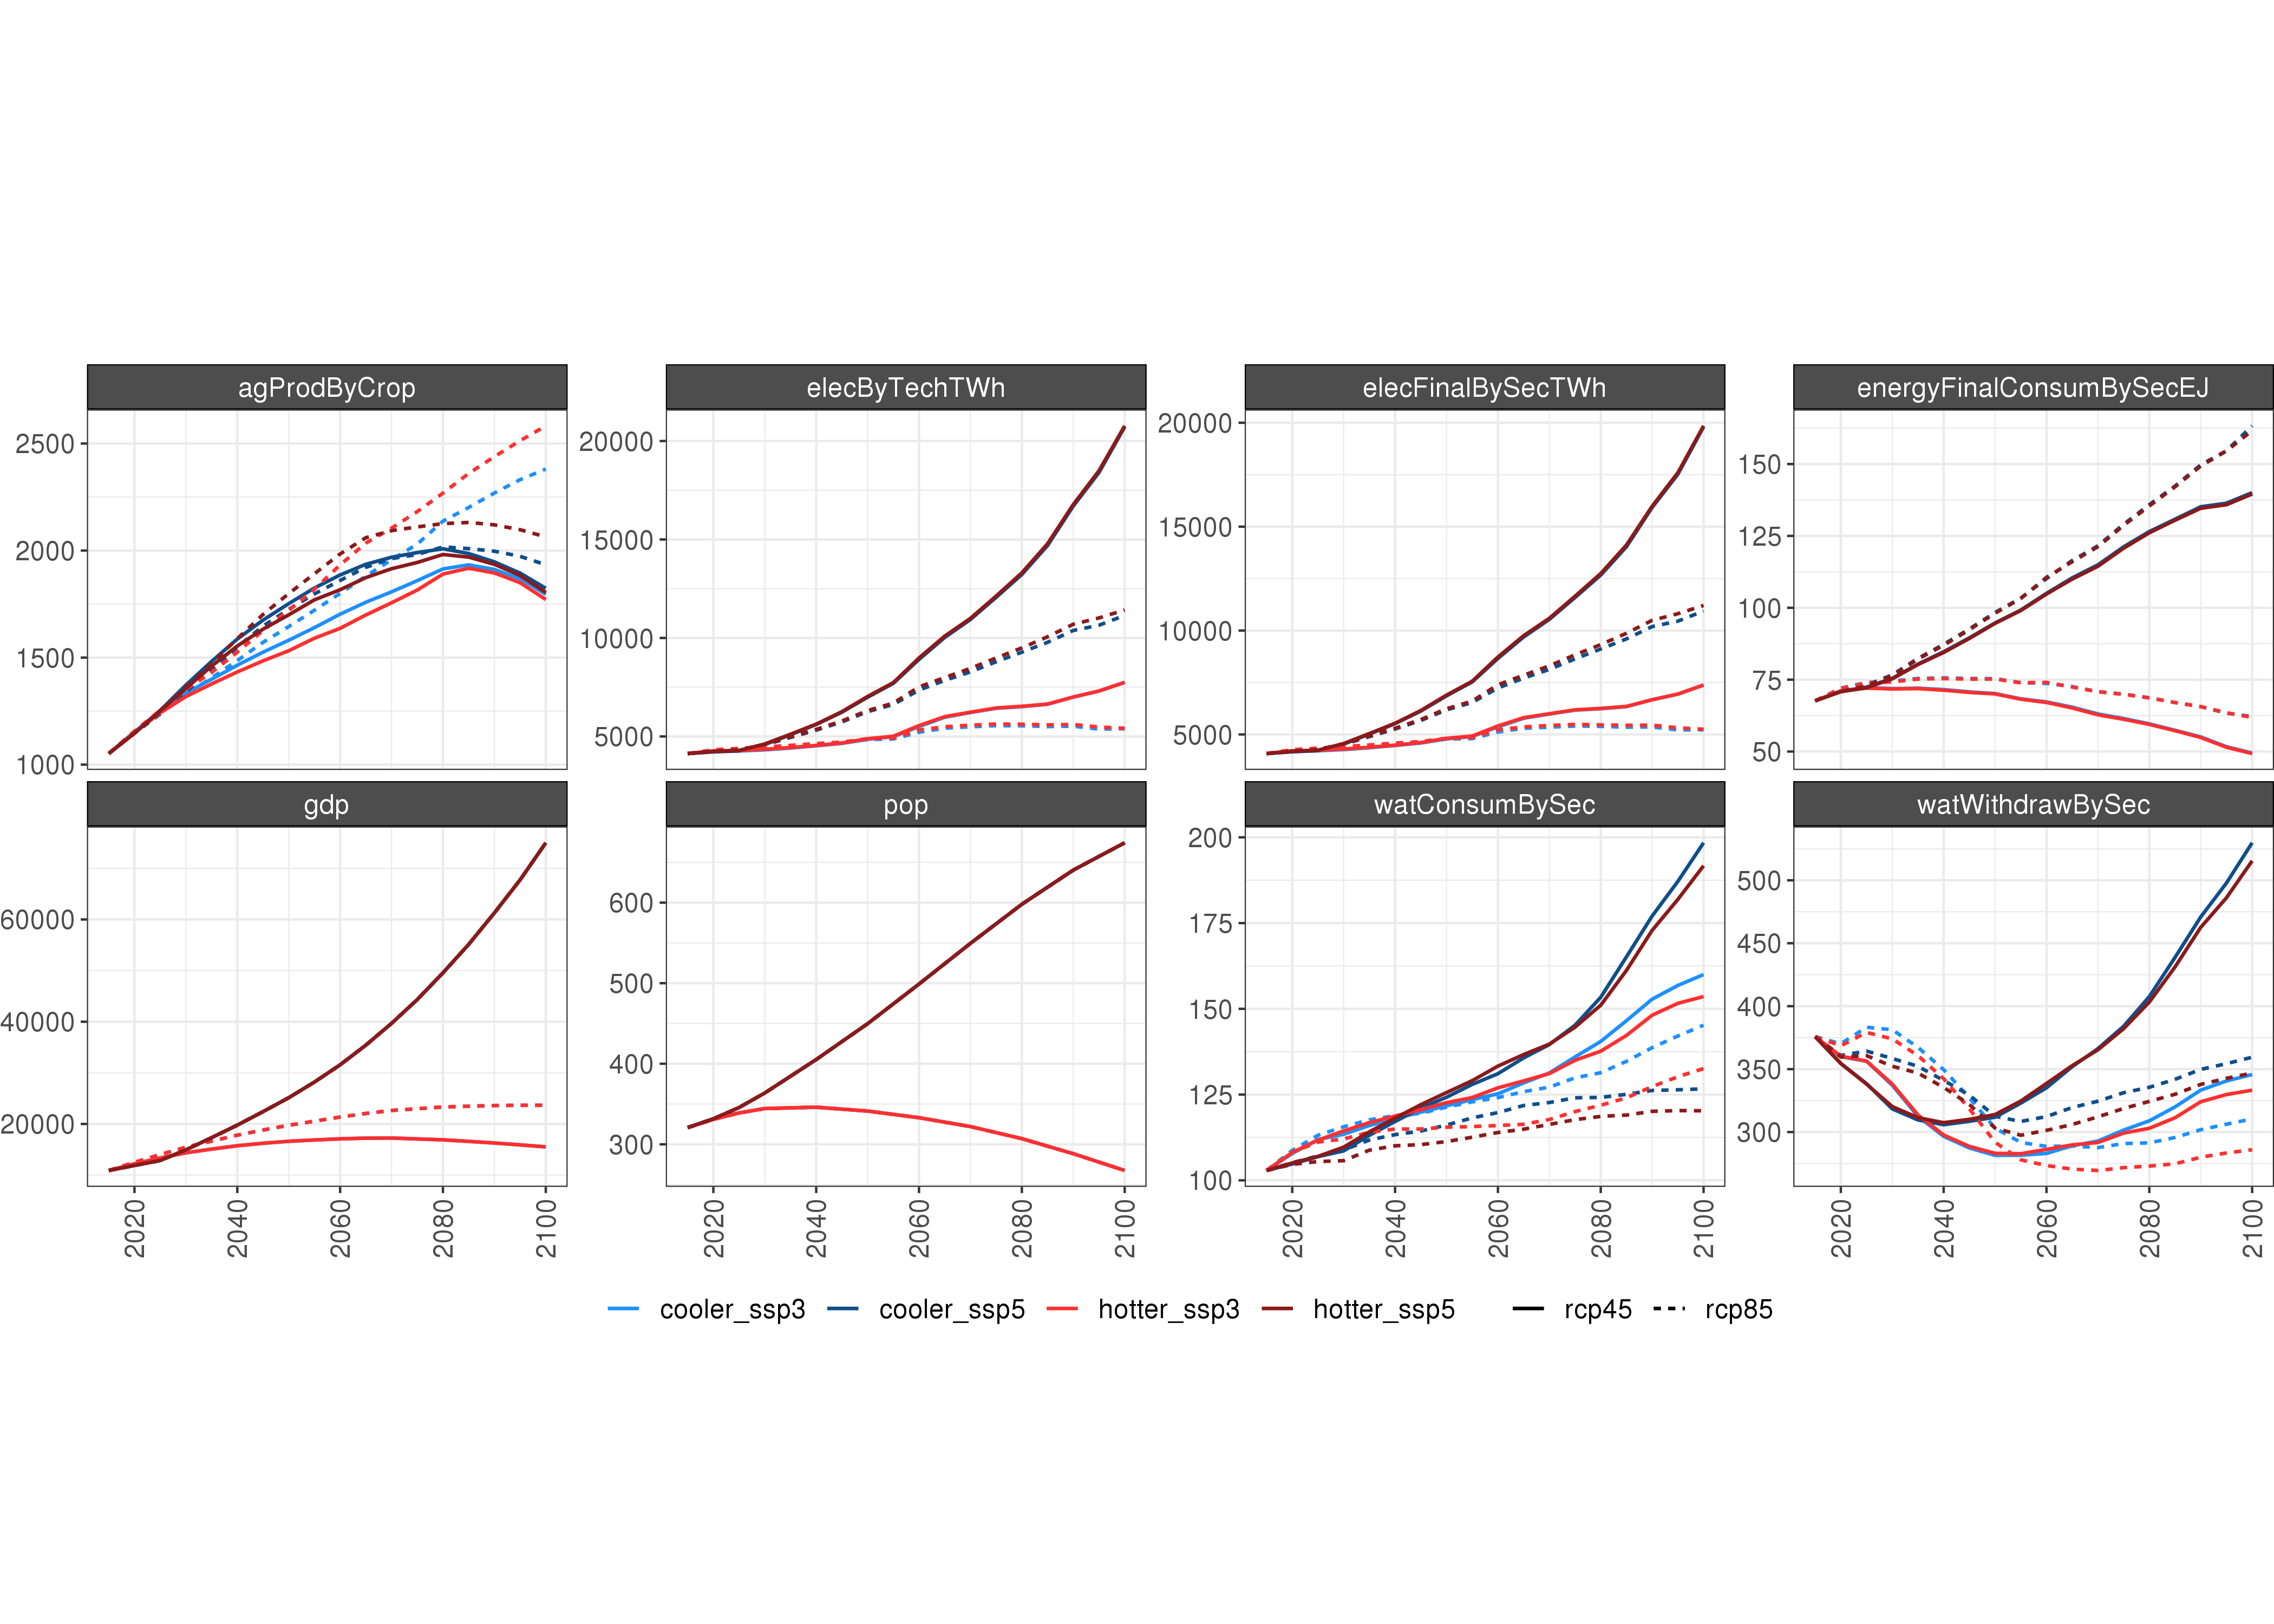 agProdByCrop
elecByTechTWh
elecFinalBySecTWh
energyFinalConsumBySecEJ
2500
2000
1500
1000
20000
15000
10000
5000
20000
15000
10000
5000
150
125
100
75
50
gdp
pop
watConsumBySec
watWithdrawBySec
60000
40000
20000
600
500
400
300
200
175
150
125
100
500
450
400
350
300
2020 2040 2060 2080 2100
2020 2040 2060 2080 2100
2020 2040 2060 2080 2100
2020 2040 2060 2080 2100
cooler_ssp3 cooler_ssp5 hotter_ssp3 hotter_ssp5 rcp45 rcp85